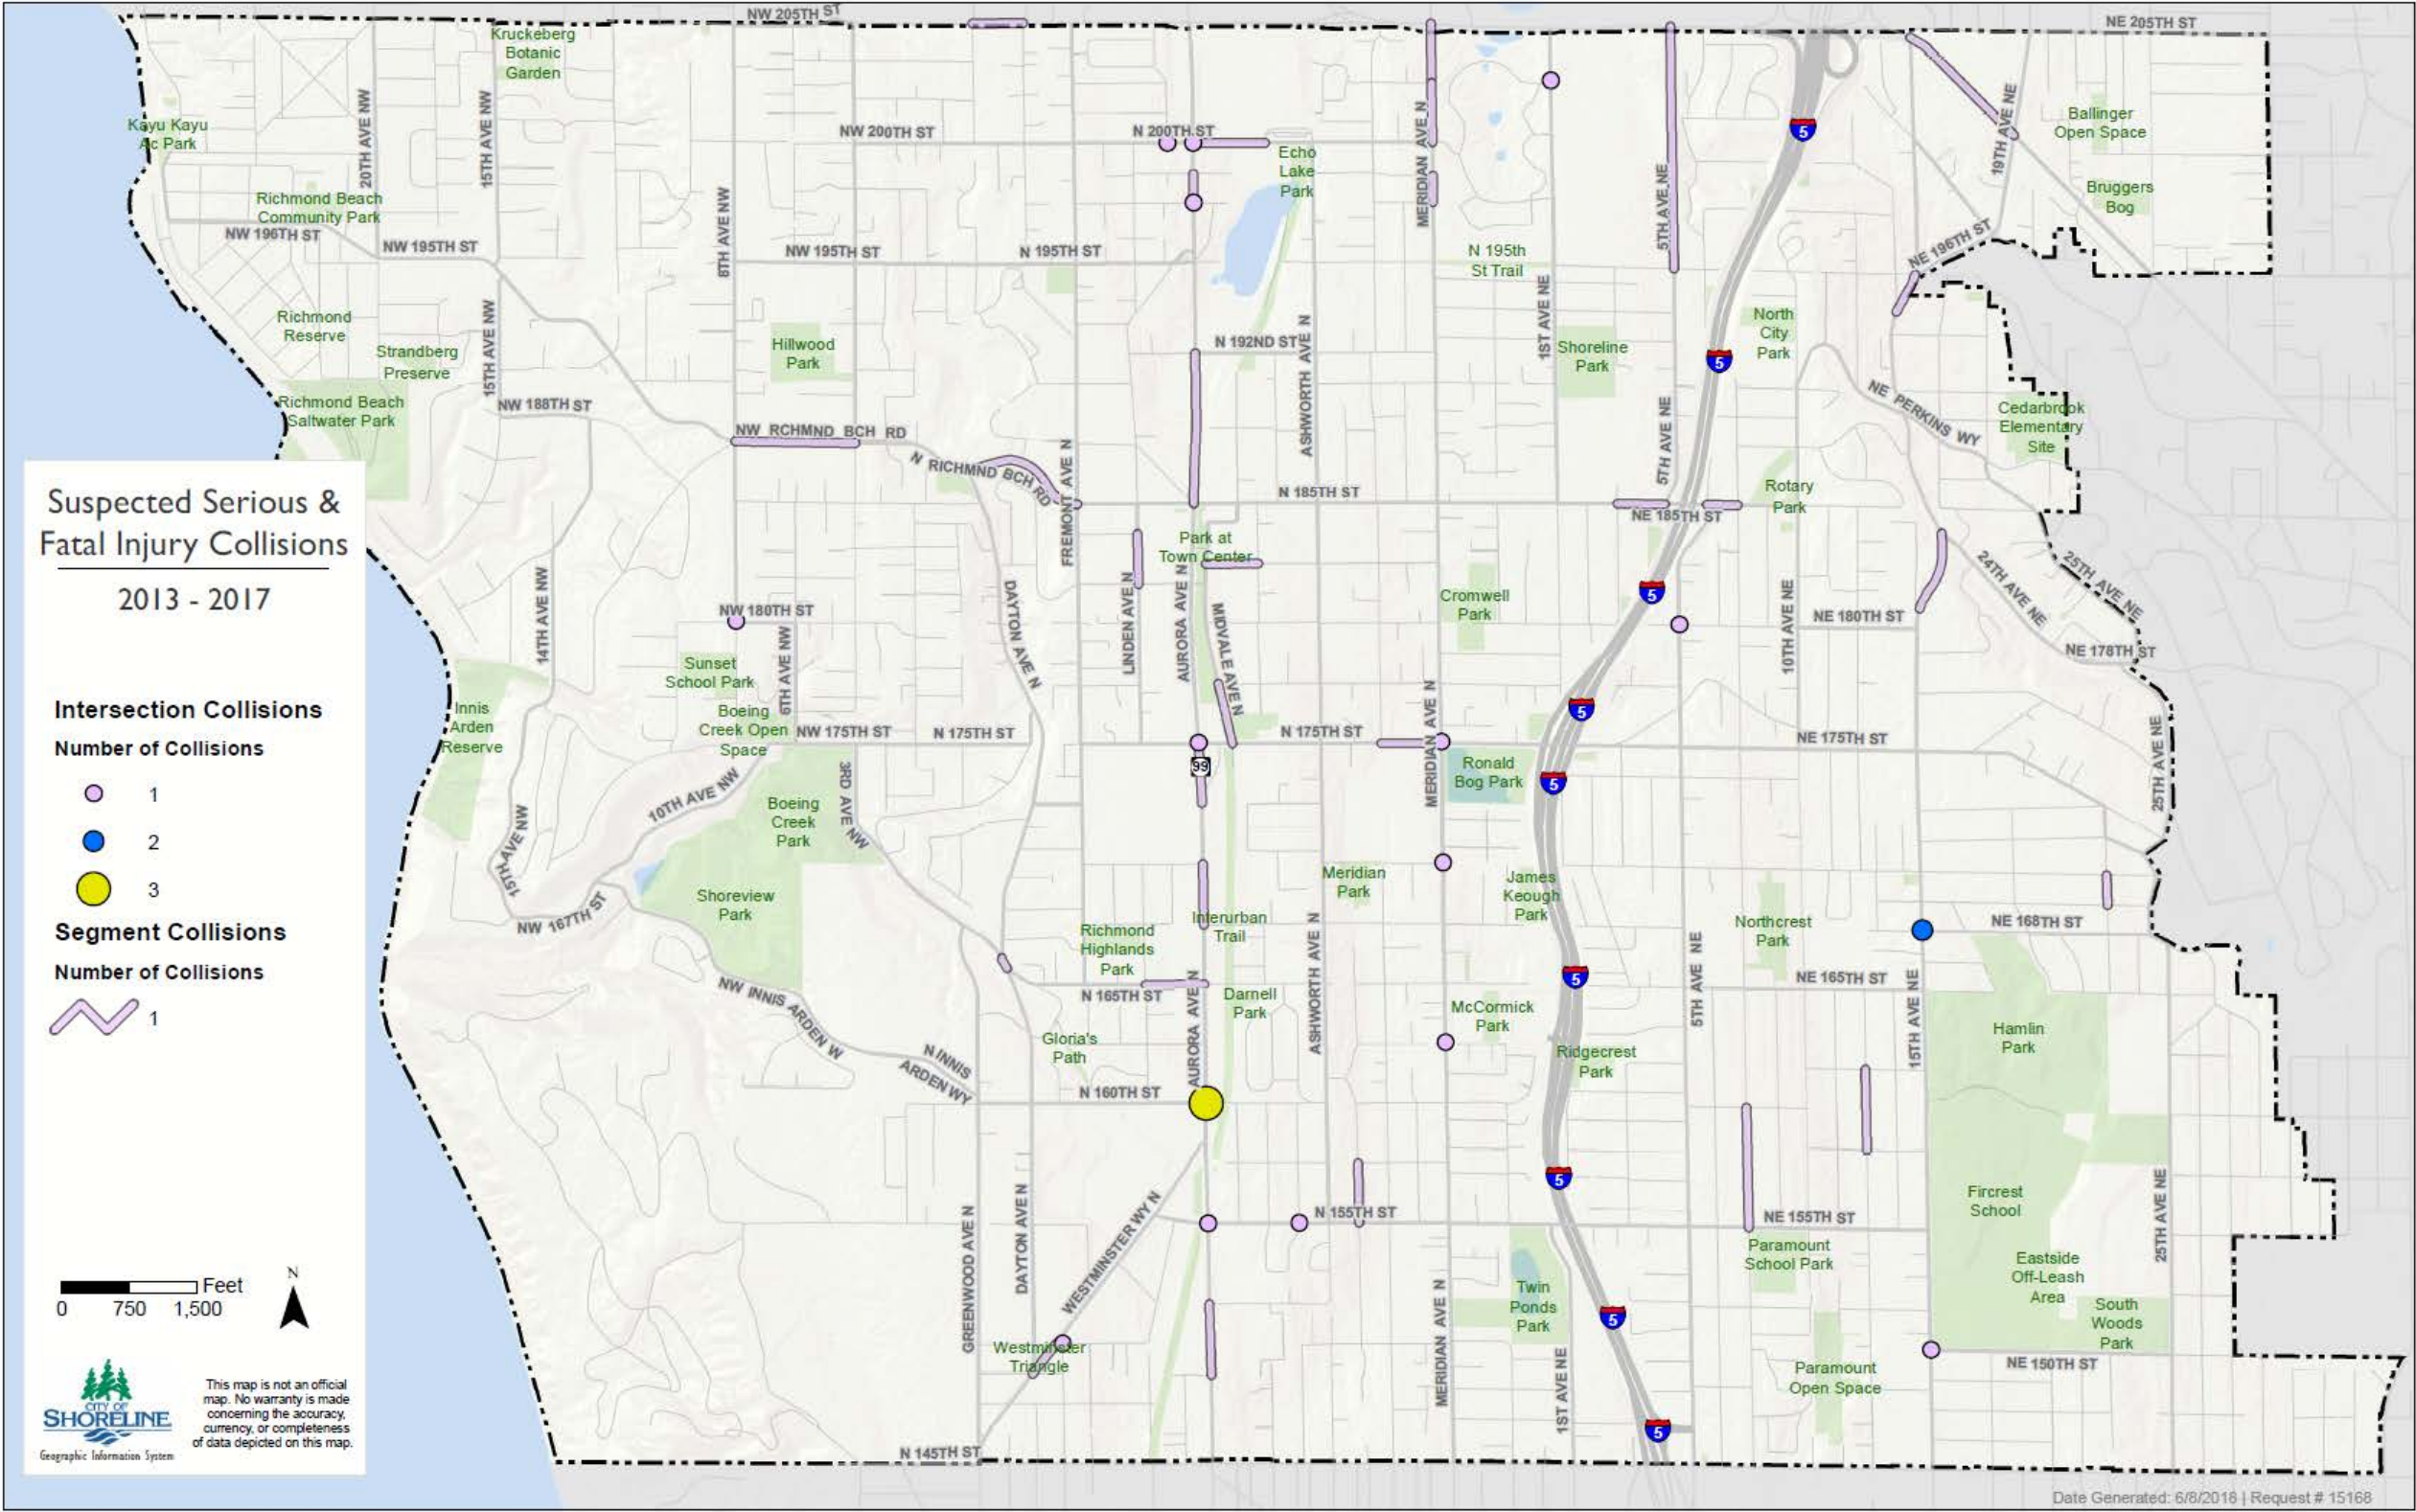 NW 205TH ST
NE 205TH ST
Kruckeberg
Botanic
Garden
Kayu Kayu
Ac Park
20TH AVE NW
15TH AVE NW
NW 200TH ST
N 200TH ST
MERIDIAN AVE N
5
19TH AVE NE
Ballinger
Open Space
Echo
Lake
Park
Richmond Beach
Community Park
NW 196TH ST
NW 195TH ST
8TH AVE NW
NW 195TH ST
N 195TH ST
N 195th
St Trail
5TH AVE NE
Bruggers
Bog
NE 196TH ST
Richmond
Reserve
Strandberg
Preserve
15TH AVE NW
Hillwood
Park
N 192ND ST
ASHWORTH AVE N
1ST AVE NE
Shoreline
Park
North
City
Park
5
Richmond Beach
Saltwater Park
NW 188TH ST
NW RCHMND BCH RD
N RICHMND BCH RD
FREMONT AVE N
N 185TH ST
5TH AVE NE
NE 185TH ST
Rotary
Park
NE PERKINS WY
Cedarbrook
Elementary
Site
Suspected Serious &
Fatal Injury Collisions
2013 - 2017
Intersection Collisions
Number of Collisions
1
2
3
Segment Collisions
Number of Collisions
1
Feet
0 750 1,500
N
CITY OF
SHORELINE
Geographic Information System
This map is not an official
map. No warranty is made
concerning the accuracy,
currency, or completeness
of data depicted on this map.
14TH AVE NW
NW 180TH ST
6TH AVE NW
Sunset
School Park
Boeing
Creek Open
Space
DAYTON AVE N
LINDEN AVE N
Park at
Town Center
AURORA AVE N
MIDVALE AVE N
Cromwell
Park
5
10TH AVE NE
NE 180TH ST
24TH AVE NE
25TH AVE NE
NE 178TH ST
Innis
Arden
Reserve
NW 175TH ST
N 175TH ST
N 175TH ST
MERIDIAN AVE N
5
NE 175TH ST
25TH AVE NE
99
Ronald
Bog Park
5
10TH AVE NW
3RD AVE NW
Boeing
Creek
Park
15TH AVE NW
NW 167TH ST
Shoreview
Park
Meridian
Park
James
Keough
Park
Richmond
Highlands
Park
Interurban
Trail
ASHWORTH AVE N
Northcrest
Park
NE 168TH ST
5TH AVE NE
5
NE 165TH ST
15TH AVE NE
NW INNIS ARDEN W
N 165TH ST
AURORA AVE N
Darnell
Park
McCormick
Park
Gloria's
Path
N INNIS
ARDEN WY
Ridgecrest
Park
Hamlin
Park
N 160TH ST
5
GREENWOOD AVE N
DAYTON AVE N
WESTMINSTER WY N
N 155TH ST
NE 155TH ST
Paramount
School Park
Fircrest
School
25TH AVE NE
Eastside
Off-Leash
Area
South
Woods
Park
Twin
Ponds
Park
5
MERIDIAN AVE N
1ST AVE NE
Westminster
Triangle
Paramount
Open Space
NE 150TH ST
5
N 145TH ST
Date Generated: 6/8/2018 | Request # 15168